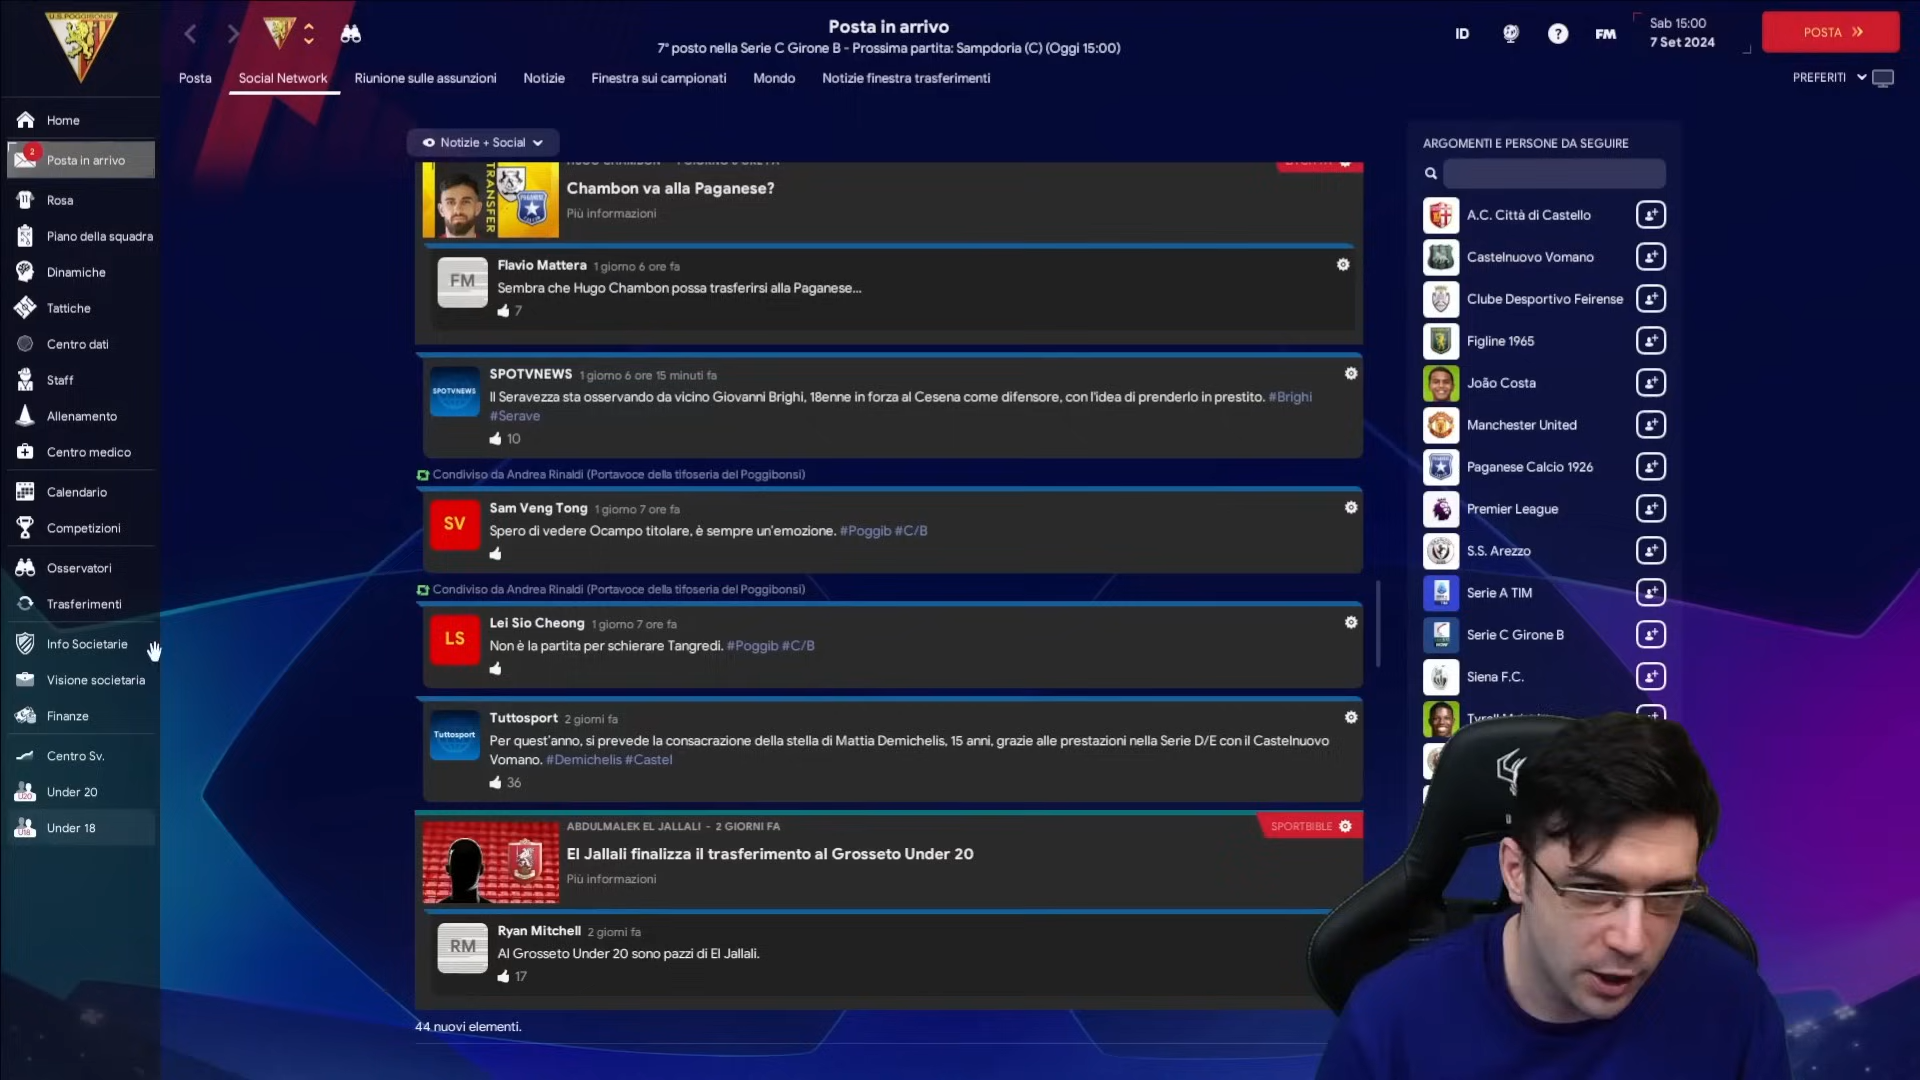 U.S. POGGIBONSI
Posta in arrivo
7° posto nella Serie C Girone B - Prossima partita: Sampdoria (C) (Oggi 15:00)
ID
FM
Sab 15:00
7 Set 2024
POSTA
Posta
Social Network
Riunione sulle assunzioni
Notizie
Finestra sui campionati
Mondo
Notizie finestra trasferimenti
PREFERITI
Home
2
Posta in arrivo
Rosa
Piano della squadra
Dinamiche
Tattiche
Centro dati
Staff
Allenamento
Centro medico
Calendario
Competizioni
Osservatori
Trasferimenti
Info Societarie
Visione societaria
Finanze
Centro Sv.
Under 20
Under 18
Notizie + Social
TRANSFER
Chambon va alla Paganese?
Più informazioni
FM
Flavio Mattera 1 giorno 6 ore fa
Sembra che Hugo Chambon possa trasferirsi alla Paganese...
7
SPOTVNEWS
SPOTVNEWS 1 giorno 6 ore 15 minuti fa
Il Seravezza sta osservando da vicino Giovanni Brighi, 18enne in forza al Cesena come difensore, con l'idea di prenderlo in prestito. #Brighi
#Serave
10
Condiviso da Andrea Rinaldi (Portavoce della tifoseria del Poggibonsi)
SV
Sam Veng Tong 1 giorno 7 ore fa
Spero di vedere Ocampo titolare, è sempre un'emozione. #Poggib #C/B
Condiviso da Andrea Rinaldi (Portavoce della tifoseria del Poggibonsi)
LS
Lei Sio Cheong 1 giorno 7 ore fa
Non è la partita per schierare Tangredi. #Poggib #C/B
Tuttosport
Tuttosport 2 giorni fa
Per quest'anno, si prevede la consacrazione della stella di Mattia Demichelis, 15 anni, grazie alle prestazioni nella Serie D/E con il Castelnuovo
Vomano. #Demichelis #Castel
36
ABDULMALEK EL JALLALI - 2 GIORNI FA
SPORTBIBLE
El Jallali finalizza il trasferimento al Grosseto Under 20
Più informazioni
RM
Ryan Mitchell 2 giorni fa
Al Grosseto Under 20 sono pazzi di El Jallali.
17
44 nuovi elementi.
ARGOMENTI E PERSONE DA SEGUIRE
A.C. Città di Castello
Castelnuovo Vomano
Clube Desportivo Feirense
Figline 1965
João Costa
Manchester United
Paganese Calcio 1926
Premier League
S.S. Arezzo
Serie A TIM
Serie C Girone B
Siena F.C.